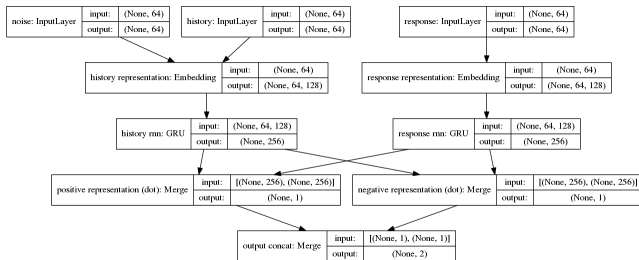 noise: InputLayer input: (None, 64) output: (None, 64)
history: InputLayer input: (None, 64) output: (None, 64)
response: InputLayer input: (None, 64) output: (None, 64)
history representation: Embedding input: (None, 64) output: (None, 64, 128)
response representation: Embedding input: (None, 64) output: (None, 64, 128)
history rnn: GRU input: (None, 64, 128) output: (None, 256)
response rnn: GRU input: (None, 64, 128) output: (None, 256)
positive representation (dot): Merge input: [(None, 256), (None, 256)] output: (None, 1)
negative representation (dot): Merge input: [(None, 256), (None, 256)] output: (None, 1)
output concat: Merge input: [(None, 1), (None, 1)] output: (None, 2)